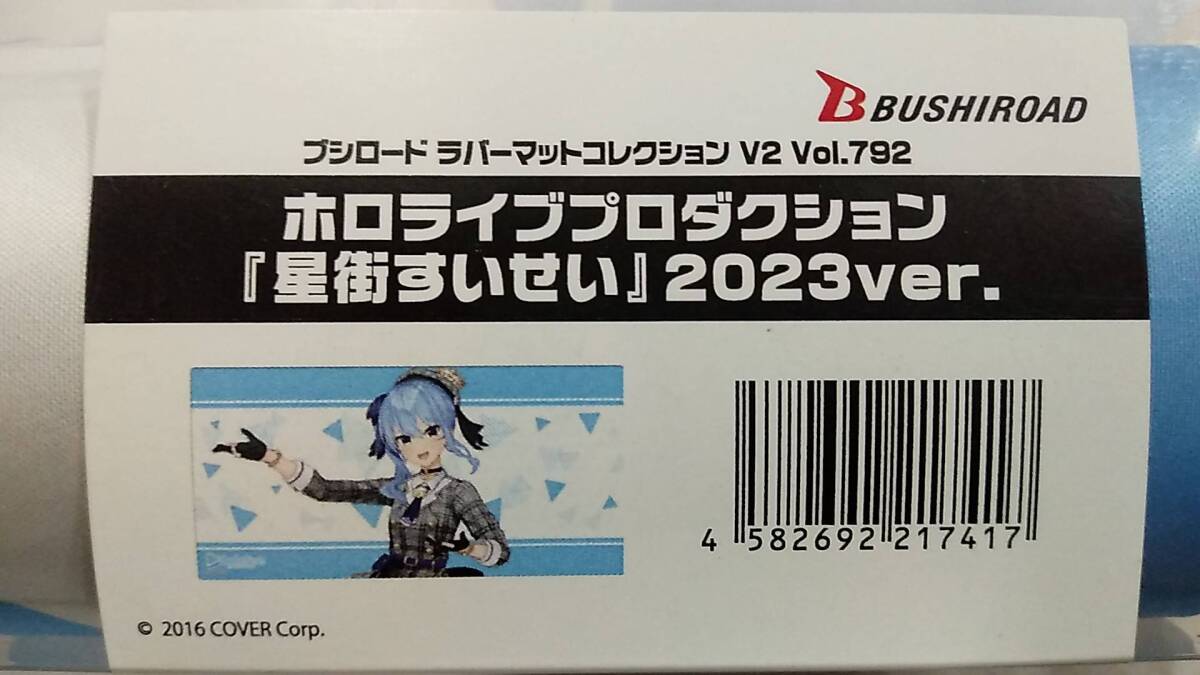 BUSHIROAD
ブシロード ラバーマットコレクション V2 Vol.792
ホロライブプロダクション
『星街すいせい』2023ver.
4 582692 217417
© 2016 COVER Corp.